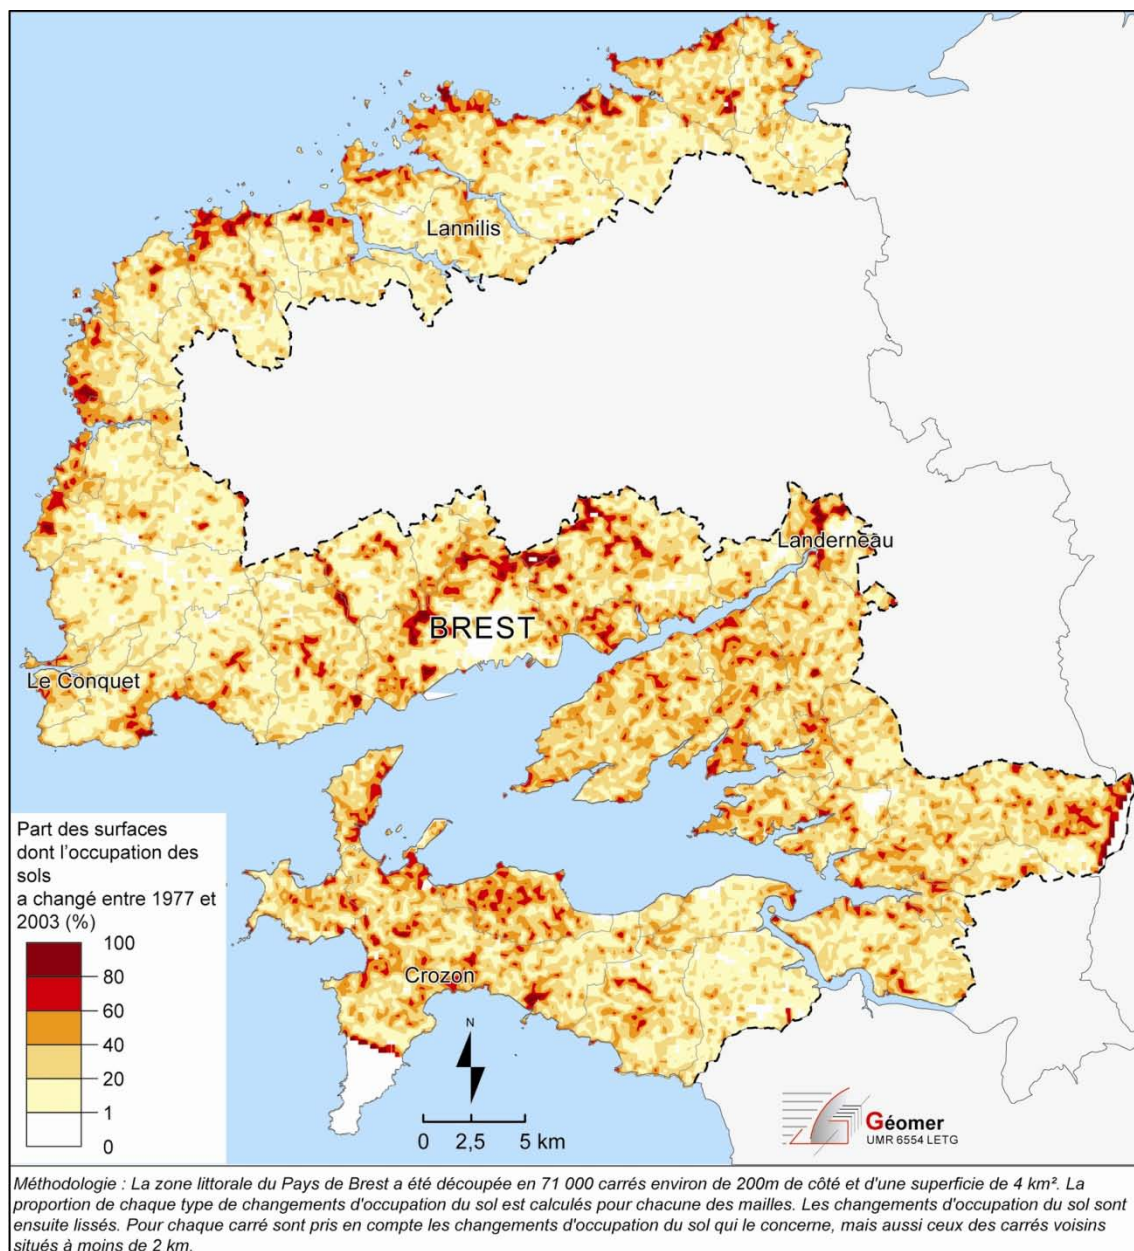 Lannilis
Landerneau
BREST
Le Conquet
Crozon
Part des surfaces
dont l'occupation des
sols
a changé entre 1977 et
2003 (%)
100
80
60
40
20
1
0
N
0 2,5 5 km
Géomer
UMR 6554 LETG
Méthodologie : La zone littorale du Pays de Brest a été découpée en 71 000 carrés environ de 200m de côté et d'une superficie de 4 km². La
proportion de chaque type de changements d'occupation du sol est calculés pour chacune des mailles. Les changements d'occupation du sol sont
ensuite lissés. Pour chaque carré sont pris en compte les changements d'occupation du sol qui le concerne, mais aussi ceux des carrés voisins
situés à moins de 2 km.